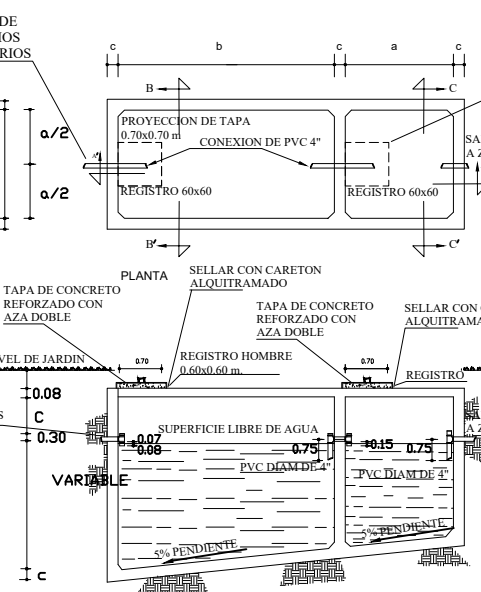 DE
IOS
RIOS
c
b
c
a
c
B
C
PROYECCION DE TAPA
0.70x0.70 m
CONEXION DE PVC 4"
a/2
A'
SA
A Z
a/2
REGISTRO 60x60
REGISTRO 60x60
B'
C'
PLANTA
SELLAR CON CARETON
ALQUITRAMADO
TAPA DE CONCRETO
REFORZADO CON
AZA DOBLE
TAPA DE CONCRETO
REFORZADO CON
AZA DOBLE
SELLAR CON
ALQUITRAMA
VEL DE JARDIN
0.70
REGISTRO HOMBRE
0.60x0.60 m.
0.70
REGISTRO
0.08
C
0.30
S
SUPERFICIE LIBRE DE AGUA
A Z
0.07
0.08
0.75
0.15
0.75
PVC DIAM DE 4"
PVC DIAM DE 4"
VARIABLE
5% PENDIENTE
5% PENDIENTE
c